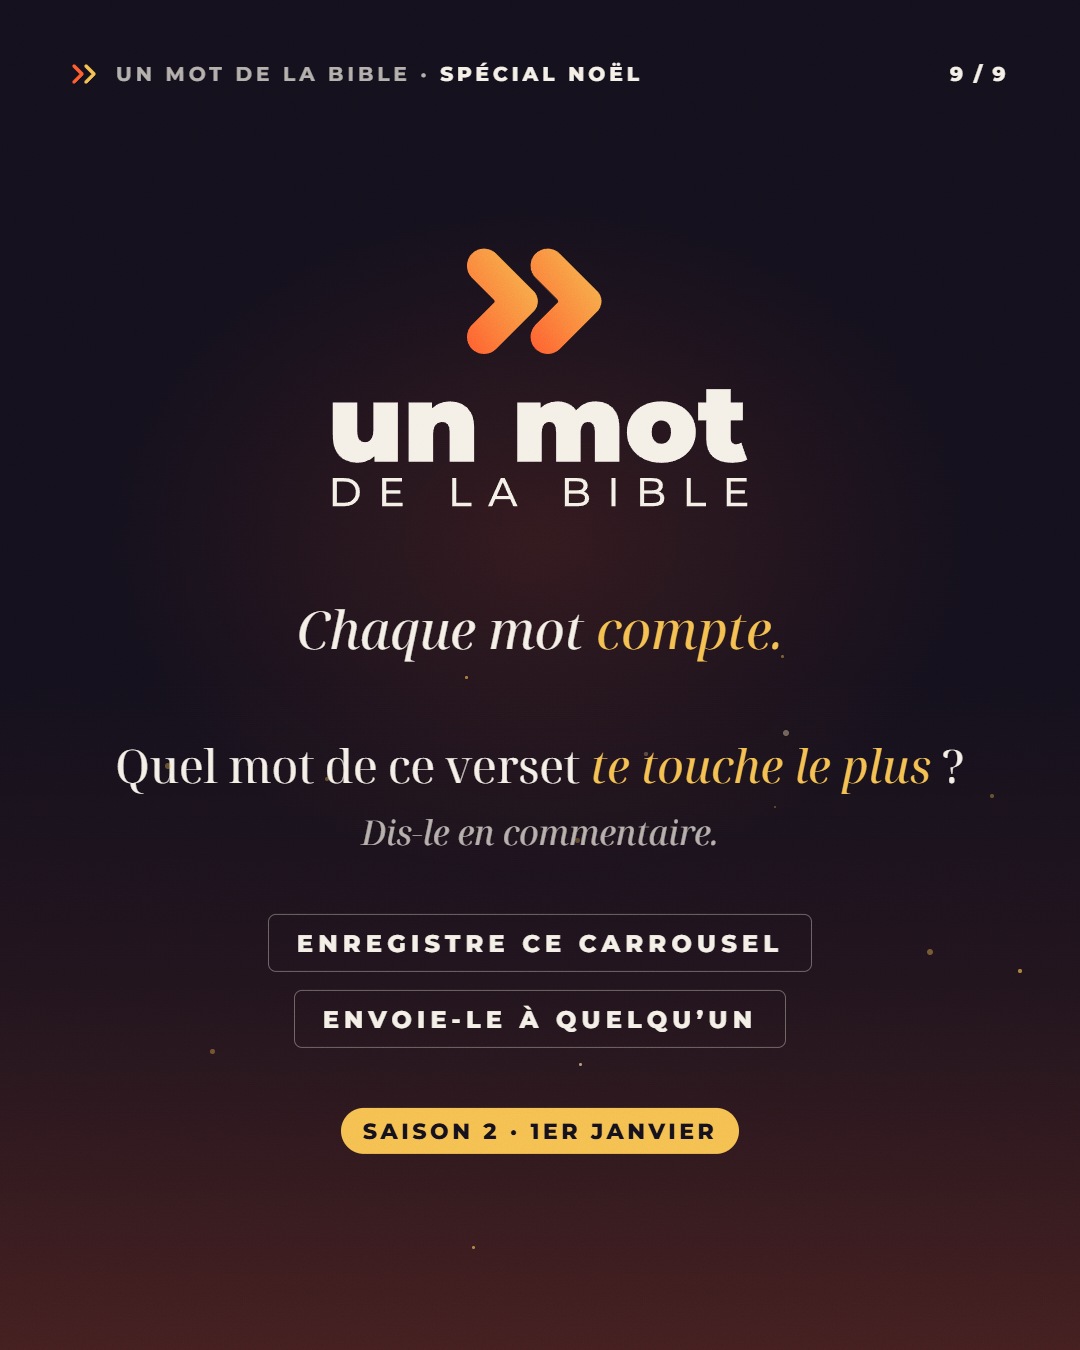 UN MOT DE LA BIBLE · SPÉCIAL NOËL
9 / 9
un mot
DE LA BIBLE
Chaque mot compte.
Quel mot de ce verset te touche le plus ?
Dis-le en commentaire.
ENREGISTRE CE CARROUSEL
ENVOIE-LE À QUELQU’UN
SAISON 2 · 1ER JANVIER